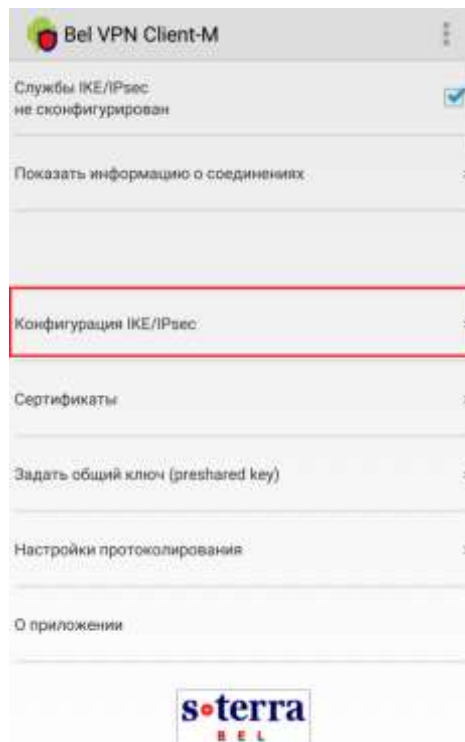 Bel VPN Client-M
Службы IKE/IPsec
не сконфигурирован
Показать информацию о соединениях
Конфигурация IKE/IPsec
Сертификаты
Задать общий ключ (preshared key)
Настройки протоколирования
О приложении
s•terra
BEL